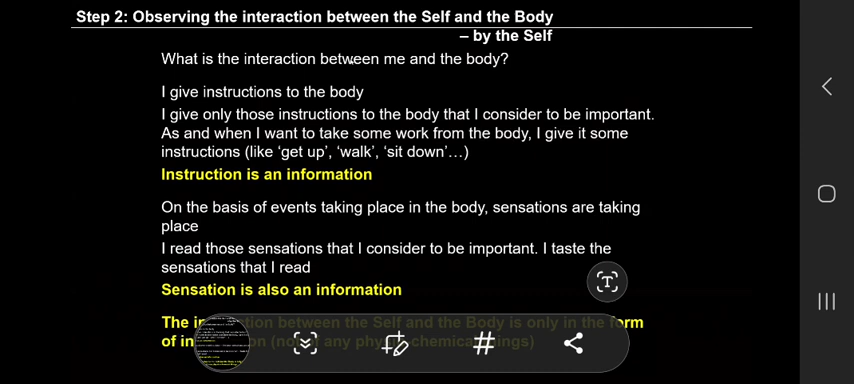 Step 2: Observing the interaction between the Self and the Body
– by the Self
What is the interaction between me and the body?
I give instructions to the body
I give only those instructions to the body that I consider to be important.
As and when I want to take some work from the body, I give it some
instructions (like ‘get up’, ‘walk’, ‘sit down’…)
Instruction is an information
On the basis of events taking place in the body, sensations are taking
place
I read those sensations that I consider to be important. I taste the
sensations that I read
Sensation is also an information
The between the Self and the Body is only in the form
of any